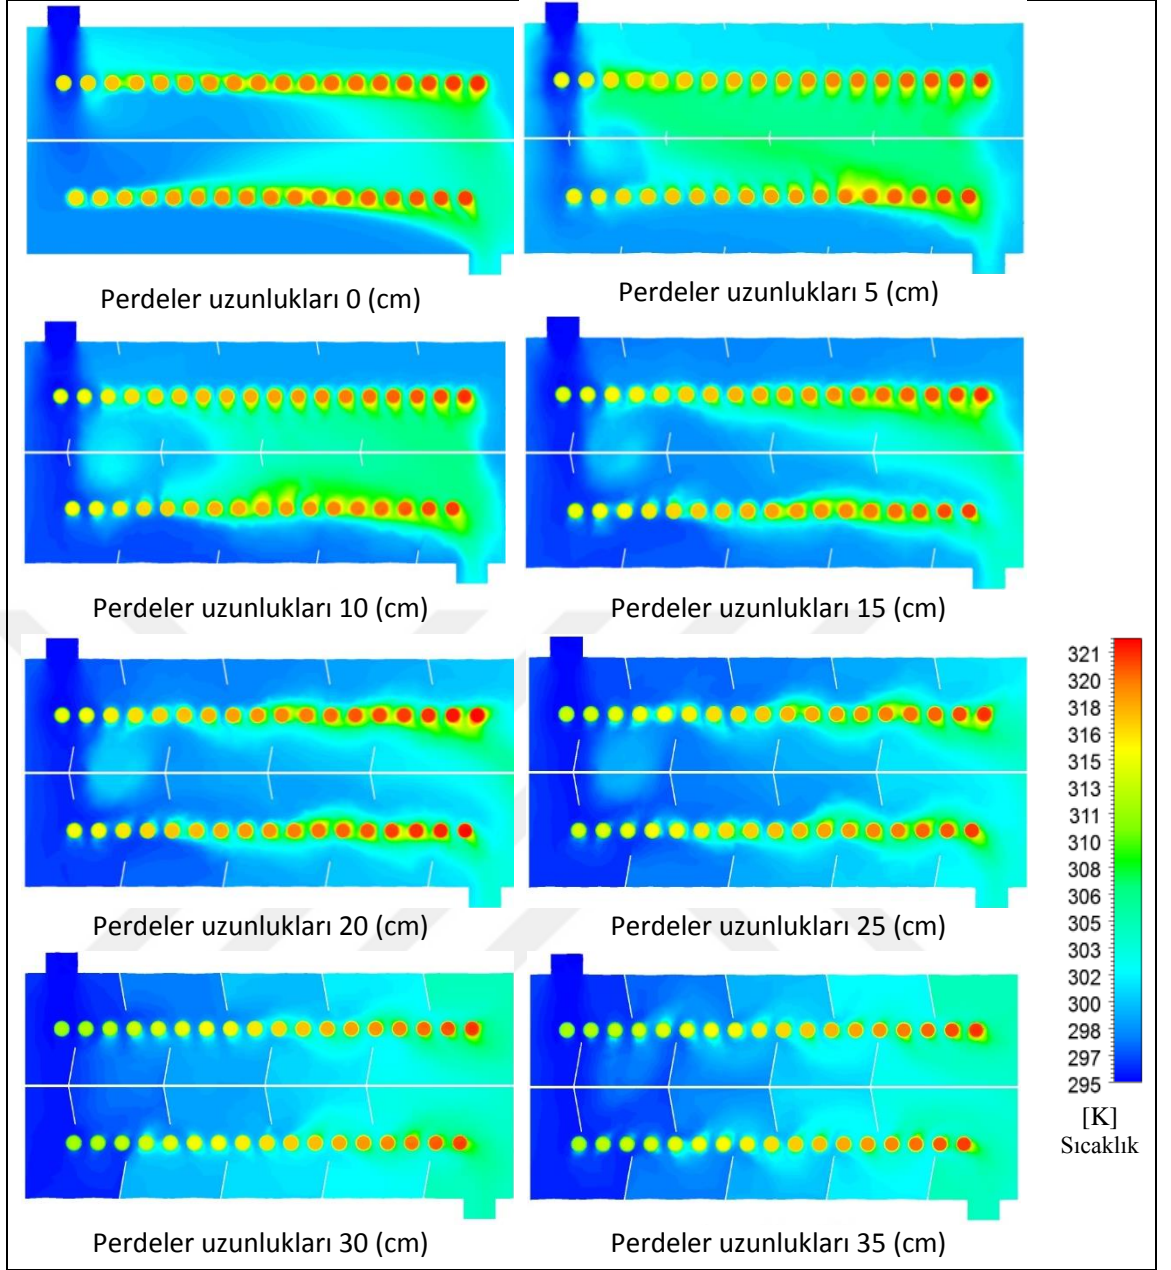 Perdeler uzunlukları 0 (cm)
Perdeler uzunlukları 5 (cm)
Perdeler uzunlukları 10 (cm)
Perdeler uzunlukları 15 (cm)
Perdeler uzunlukları 20 (cm)
Perdeler uzunlukları 25 (cm)
Perdeler uzunlukları 30 (cm)
Perdeler uzunlukları 35 (cm)
321
320
318
316
315
313
311
310
308
306
305
303
302
300
298
297
295
[K]
Sıcaklık